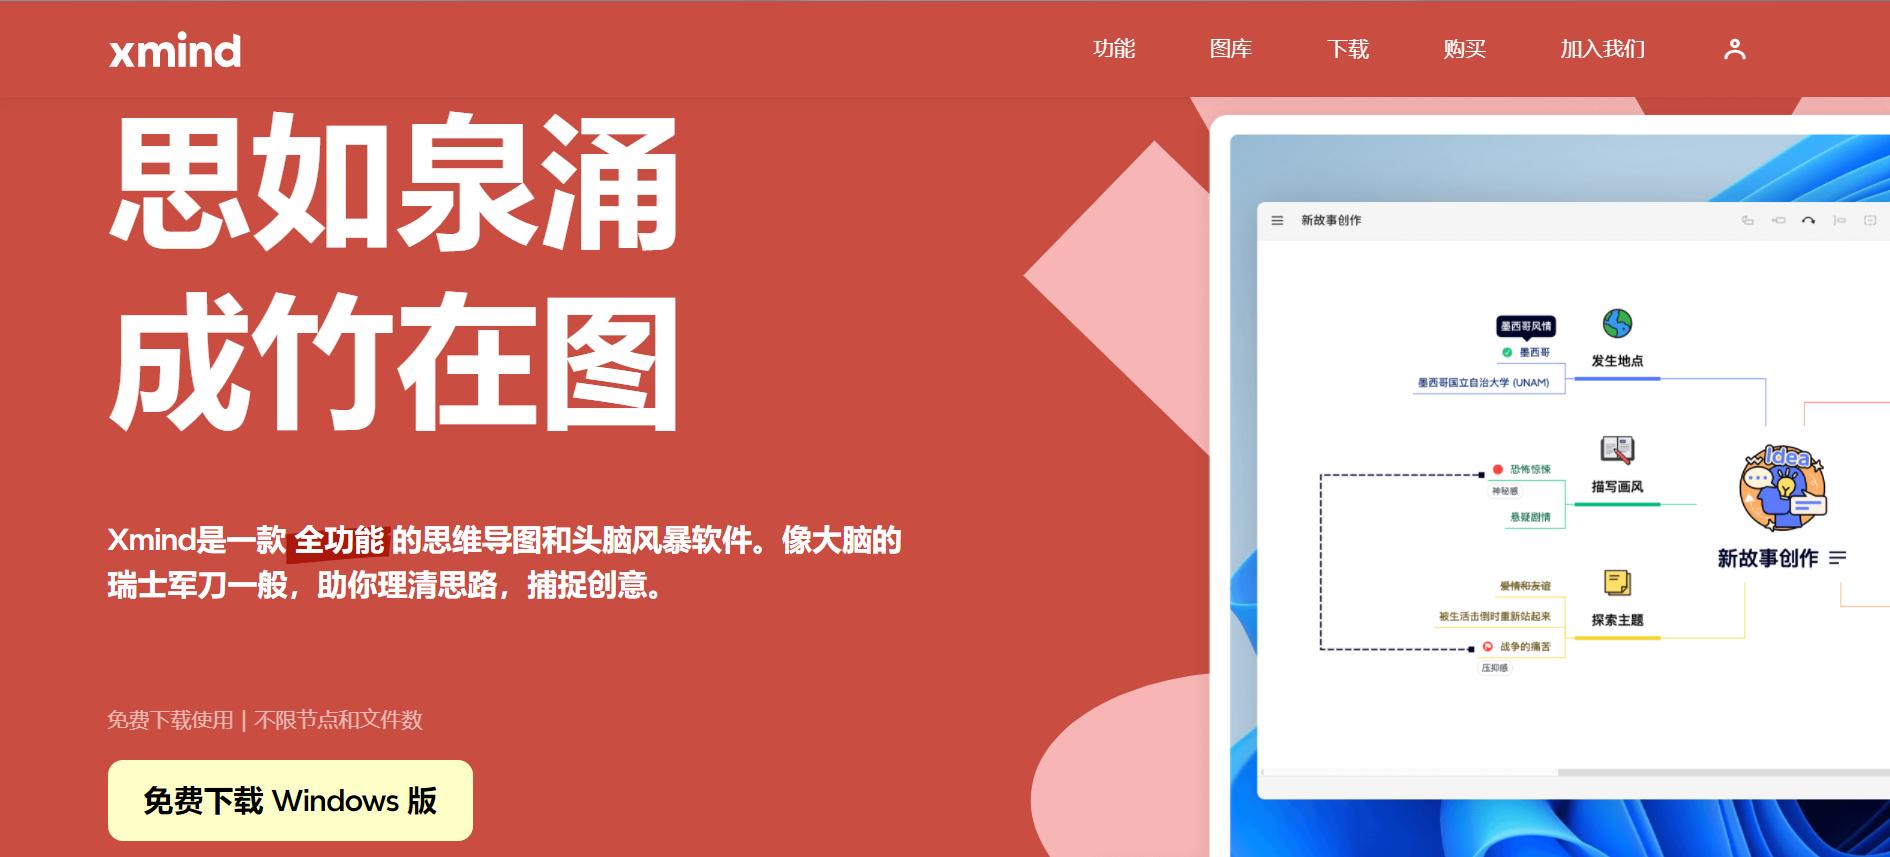 xmind
功能
图库
下载
购买
加入我们
思如泉涌
成竹在图
Xmind是一款 全功能 的思维导图和头脑风暴软件。像大脑的
瑞士军刀一般，助你理清思路，捕捉创意。
免费下载使用 | 不限节点和文件数
免费下载 Windows 版
新故事创作
墨西哥风情
墨西哥
墨西哥国立自治大学 (UNAM)
发生地点
恐怖惊悚
神秘感
悬疑剧情
描写画风
Idea
新故事创作
爱情和友谊
被生活击倒时重新站起来
战争的痛苦
压抑感
探索主题